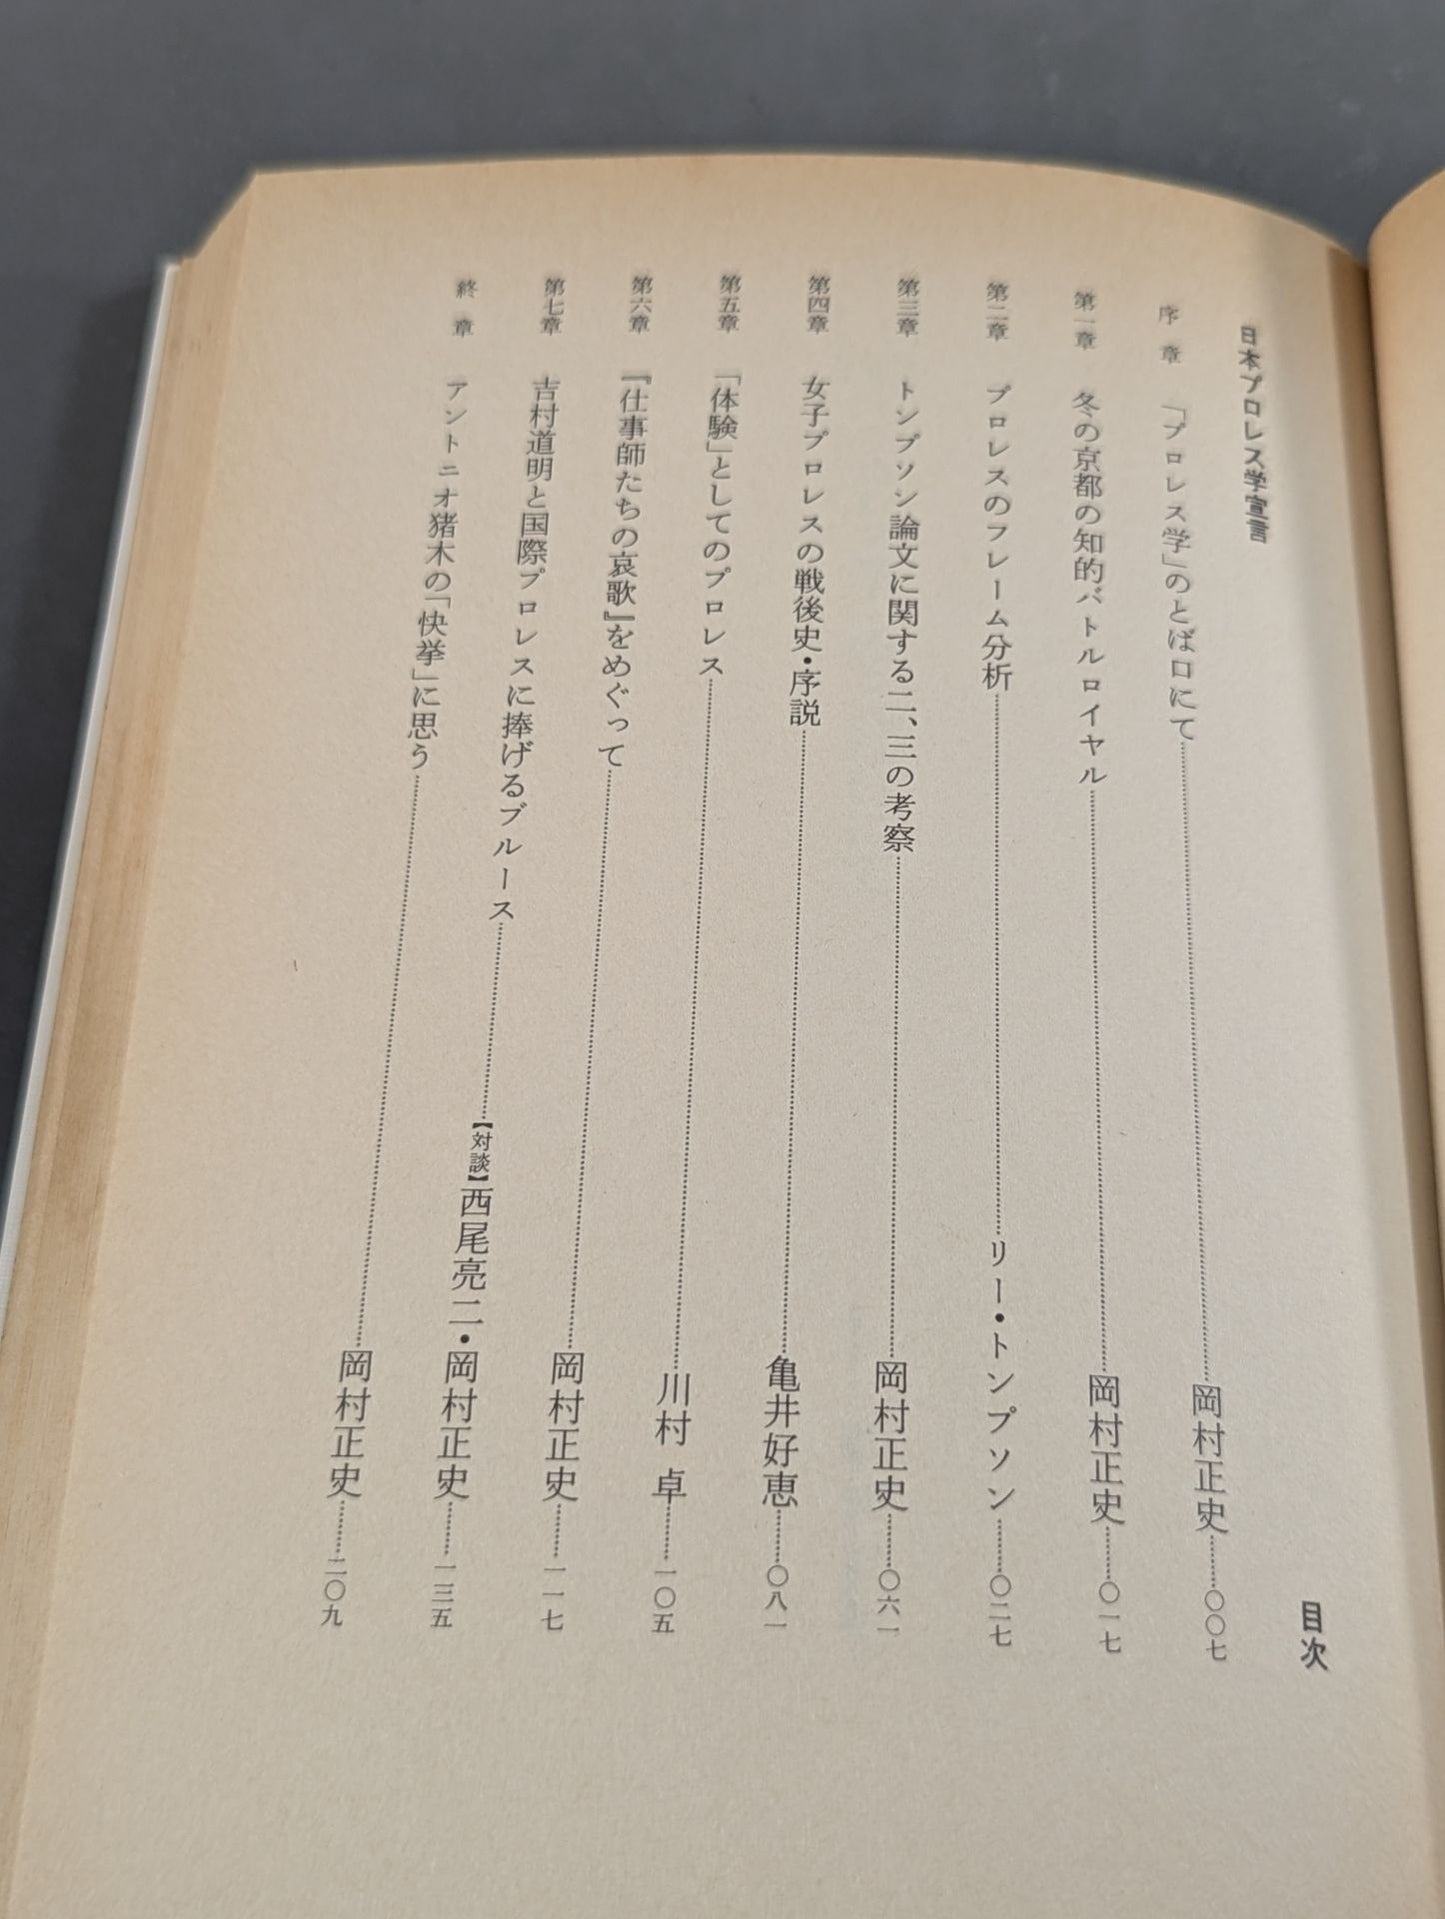 日本プロレス学宣言
目次
序章　「プロレス学」のとば口にて………岡村正史………〇〇七
第一章　冬の京都の知的バトルロイヤル………岡村正史………〇一七
第二章　プロレスのフレーム分析………リー・トンプソン………〇二七
第三章　トンプソン論文に関する二、三の考察………岡村正史………〇六一
第四章　女子プロレスの戦後史・序説………亀井好恵………〇八一
第五章　「体験」としてのプロレス………川村　卓………一〇五
第六章　『仕事師たちの哀歌』をめぐって………岡村正史………一一七
第七章　吉村道明と国際プロレスに捧げるブルース………【対談】西尾亮二・岡村正史………一三五
終章　アントニオ猪木の「快挙」に思う………岡村正史………二〇九